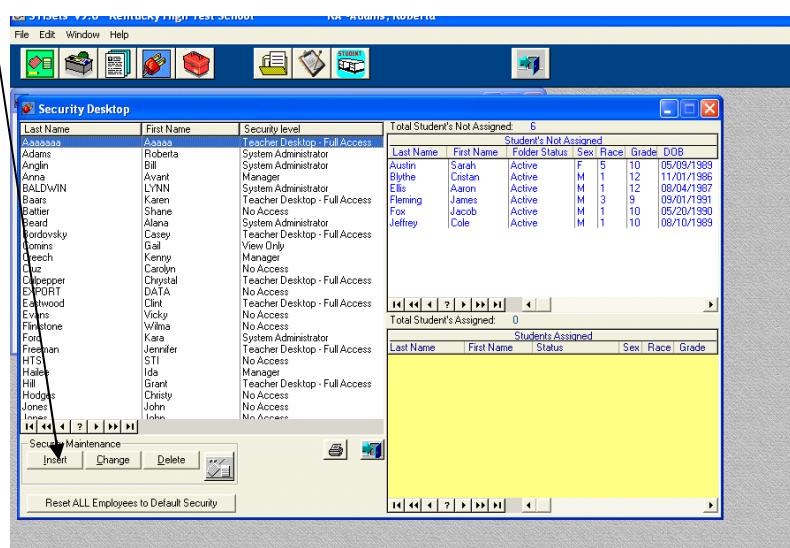 STISets V9.0 Kentucky High Test School KA -Adams, Roberta
File Edit Window Help
STUDENT
Security Desktop
Last Name First Name Security level
Aaaaaaa Aaaaa Teacher Desktop - Full Access
Adams Roberta System Administrator
Anglin Bill System Administrator
Anna Avant Manager
BALDWIN LYNN System Administrator
Baars Karen Teacher Desktop - Full Access
Battier Shane No Access
Beard Alana System Administrator
Bordovsky Casey Teacher Desktop - Full Access
Comins Gail View Only
Creech Kenny Manager
Cruz Carolyn No Access
Culpepper Chrystal Teacher Desktop - Full Access
EXPORT DATA No Access
Eastwood Clint Teacher Desktop - Full Access
Evans Vicky No Access
Flintstone Wilma No Access
Ford Kara System Administrator
Freeman Jennifer Teacher Desktop - Full Access
HTS STI No Access
Hailee Ida Manager
Hill Grant Teacher Desktop - Full Access
Hodges Christy No Access
Jones John No Access
Jones John No Access
Security Maintenance
Insert Change Delete
Reset ALL Employees to Default Security
Total Student's Not Assigned: 6
Student's Not Assigned
Last Name First Name Folder Status Sex Race Grade DOB
Austin Sarah Active F 5 10 05/09/1989
Blythe Cristan Active M 1 12 11/01/1986
Ellis Aaron Active M 1 12 08/04/1987
Fleming James Active M 3 9 09/01/1991
Fox Jacob Active M 1 10 05/20/1990
Jeffrey Cole Active M 1 10 08/10/1989
Total Student's Assigned: 0
Students Assigned
Last Name First Name Status Sex Race Grade